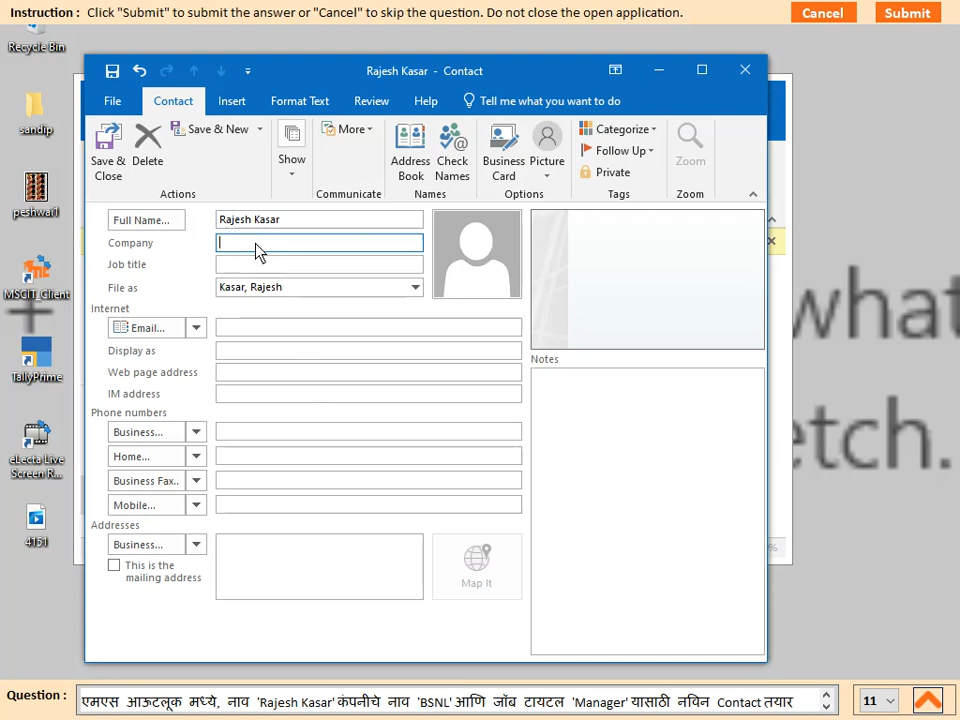 Instruction : Click "Submit" to submit the answer or "Cancel" to skip the question. Do not close the open application.
Cancel
Submit
Recycle Bin
sandip
peshwai1
MSCIT_Client
TallyPrime
eLecta Live
Screen R...
4151
Rajesh Kasar - Contact
File
Contact
Insert
Format Text
Review
Help
Tell me what you want to do
Save &
Close
Delete
Save & New
Show
More
Address
Book
Check
Names
Business
Card
Picture
Categorize
Follow Up
Private
Zoom
Actions
Communicate
Names
Options
Tags
Zoom
Full Name...
Rajesh Kasar
Company
Job title
File as
Kasar, Rajesh
Internet
Email...
Display as
Web page address
IM address
Phone numbers
Business...
Home...
Business Fax..
Mobile...
Addresses
Business...
This is the
mailing address
Map It
Notes
what
etch.
%
Question :
एमएस आऊटलूक मध्ये, नाव 'Rajesh Kasar' कंपनीचे नाव 'BSNL' आणि जॉब टायटल 'Manager' यासाठी नविन Contact तयार
11